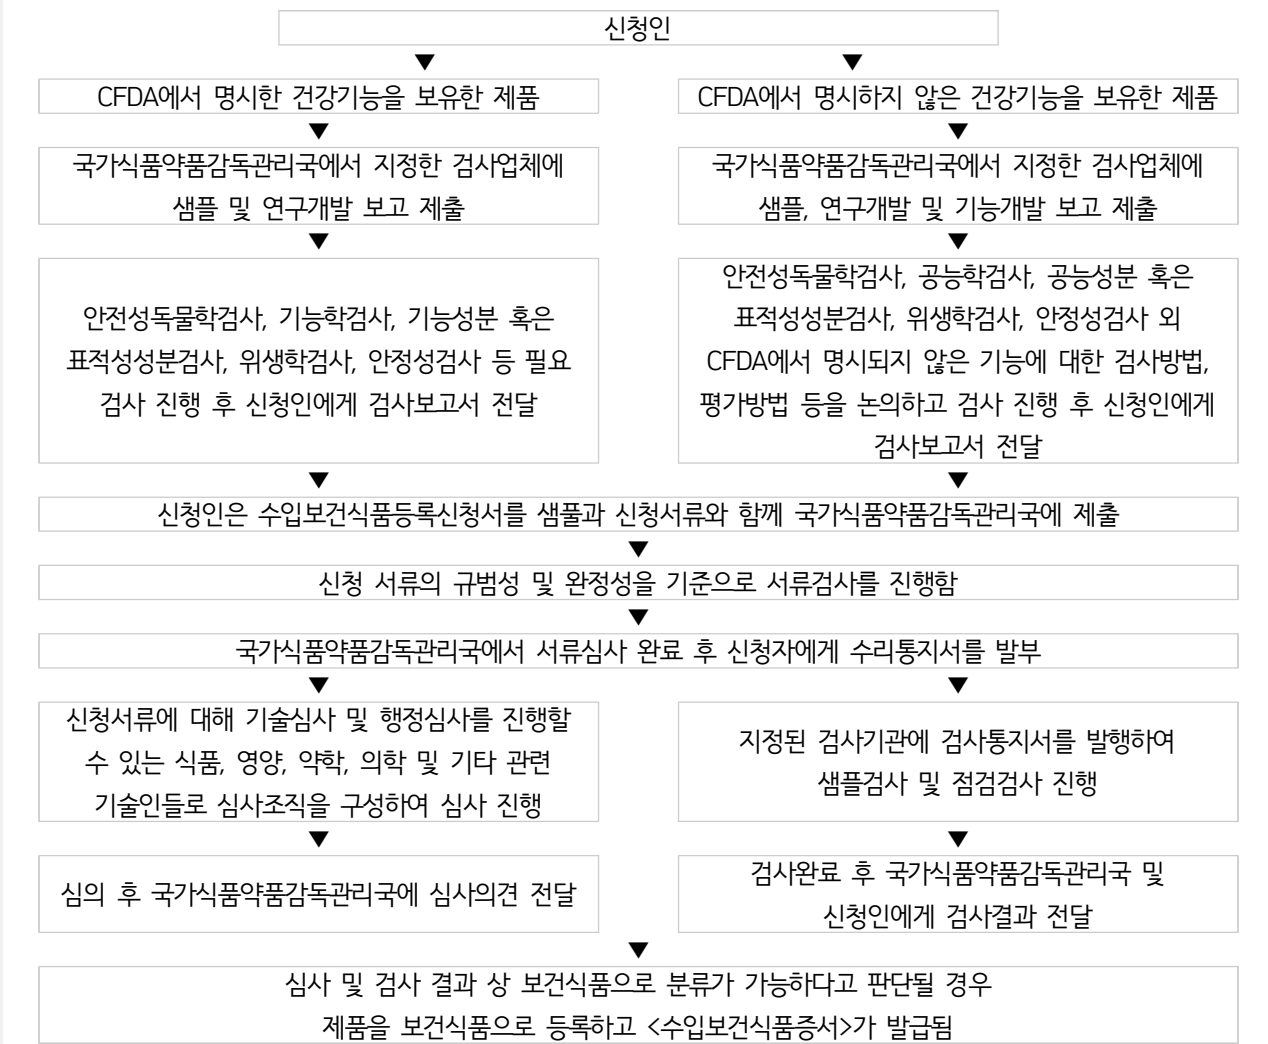 신청인
▼ ▼
CFDA에서 명시한 건강기능을 보유한 제품
CFDA에서 명시하지 않은 건강기능을 보유한 제품
▼ ▼
국가식품약품감독관리국에서 지정한 검사업체에
샘플 및 연구개발 보고 제출
국가식품약품감독관리국에서 지정한 검사업체에
샘플, 연구개발 및 기능개발 보고 제출
▼ ▼
안전성독물학검사, 기능학검사, 기능성분 혹은
표적성성분검사, 위생학검사, 안정성검사 등 필요
검사 진행 후 신청인에게 검사보고서 전달
안전성독물학검사, 공능학검사, 공능성분 혹은
표적성성분검사, 위생학검사, 안정성검사 외
CFDA에서 명시되지 않은 기능에 대한 검사방법,
평가방법 등을 논의하고 검사 진행 후 신청인에게
검사보고서 전달
▼ ▼
신청인은 수입보건식품등록신청서를 샘풀과 신청서류와 함께 국가식품약품감독관리국에 제출
▼
신청 서류의 규범성 및 완정성을 기준으로 서류검사를 진행함
▼
국가식품약품감독관리국에서 서류심사 완료 후 신청자에게 수리통지서를 발부
▼ ▼
신청서류에 대해 기술심사 및 행정심사를 진행할
수 있는 식품, 영양, 약학, 의학 및 기타 관련
기술인들로 심사조직을 구성하여 심사 진행
지정된 검사기관에 검사통지서를 발행하여
샘플검사 및 점검검사 진행
▼ ▼
심의 후 국가식품약품감독관리국에 심사의견 전달
검사완료 후 국가식품약품감독관리국 및
신청인에게 검사결과 전달
▼
심사 및 검사 결과 상 보건식품으로 분류가 가능하다고 판단될 경우
제품을 보건식품으로 등록하고 <수입보건식품증서>가 발급됨